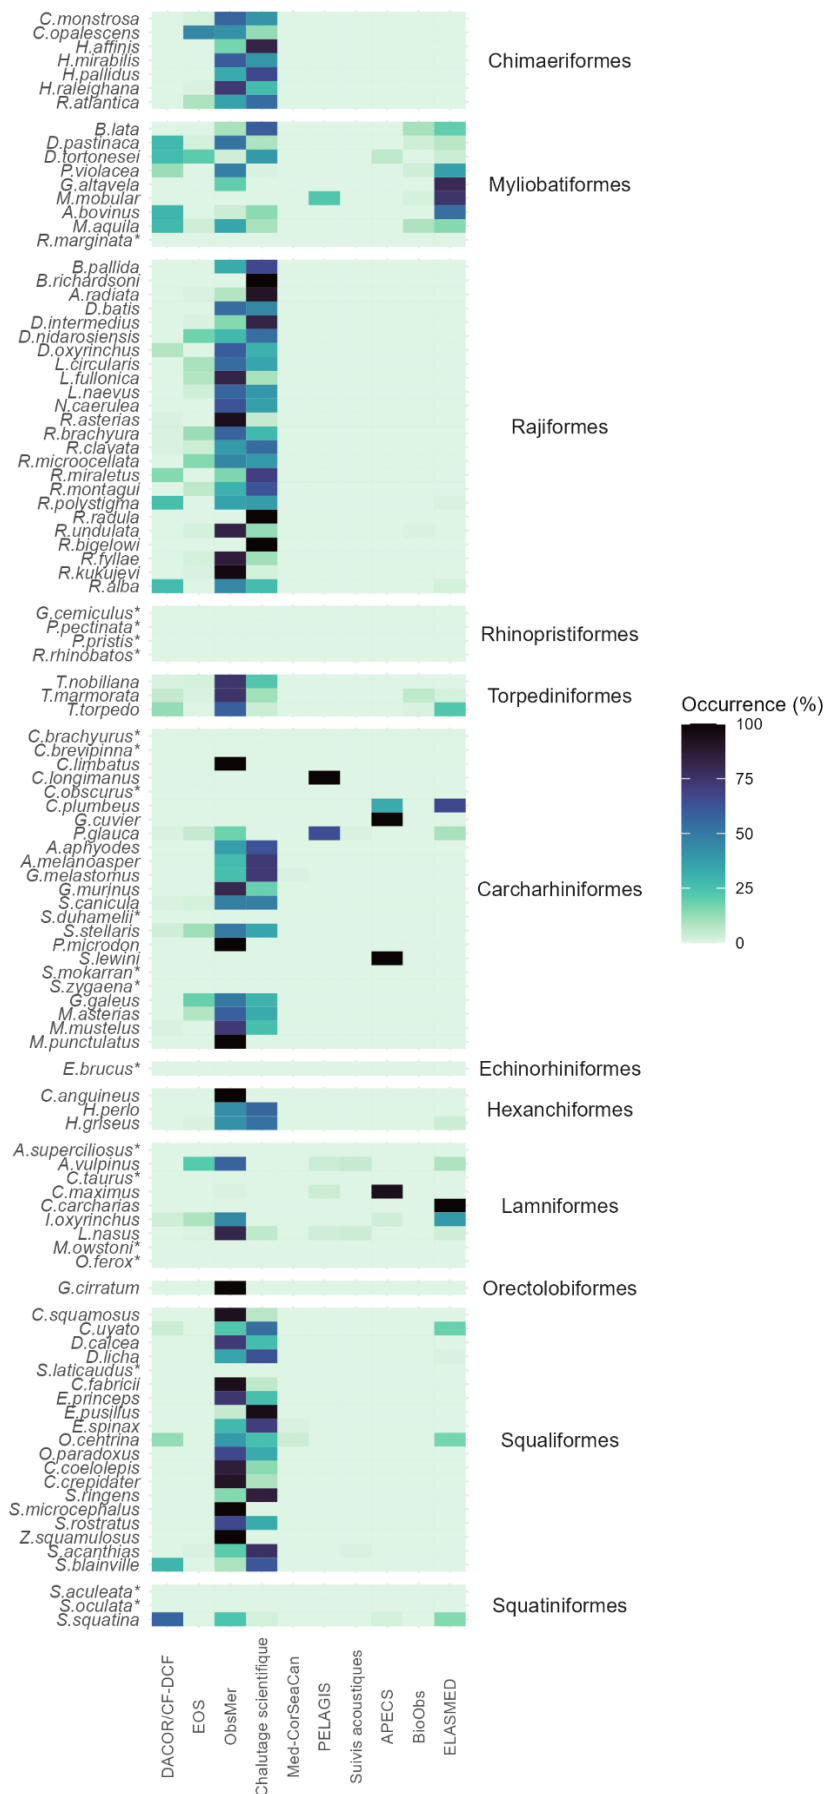 C.monstrosa
C.opalescens
H.affinis
H.mirabilis
H.pallidus
H.raleighana
R.atlantica
Chimaeriformes
B.lata
D.pastinaca
D.tortonesei
P.violacea
G.altavela
M.mobular
A.bovinus
M.aquila
R.marginata*
Myliobatiformes
B.pallida
B.richardsoni
A.radiata
D.batis
D.intermedius
D.nidarosiensis
D.oxyrinchus
L.circularis
L.fullonica
L.naevus
N.caerulea
R.asterias
R.brachyura
R.clavata
R.microocellata
R.miraletus
R.montagui
R.polystigma
R.radula
R.undulata
R.bigelowi
R.fyllae
R.kukujevi
R.alba
Rajiformes
G.cemiculus*
P.pectinata*
P.pristis*
R.rhinobatos*
Rhinopristiformes
T.nobiliana
T.marmorata
T.torpedo
Torpediniformes
C.brachyurus*
C.brevipinna*
C.limbatus
C.longimanus
C.obscurus*
C.plumbeus
G.cuvier
P.glauca
A.aphyodes
A.melanoasper
G.melastomus
G.murinus
S.canicula
S.duhamelii*
S.stellaris
P.microdon
S.lewini
S.mokarran*
S.zygaena*
G.galeus
M.asterias
M.mustelus
M.punctulatus
Carcharhiniformes
E.brucus*
Echinorhiniformes
C.anguineus
H.perlo
H.griseus
Hexanchiformes
A.superciliosus*
A.vulpinus
C.taurus*
C.maximus
C.carcharias
I.oxyrinchus
L.nasus
M.owstoni*
O.ferox*
Lamniformes
G.cirratum
Orectolobiformes
C.squamosus
C.uyato
D.calcea
D.licha
S.laticaudus*
C.fabricii
E.princeps
E.pusillus
E.spinax
O.centrina
O.paradoxus
C.coelolepis
C.crepidater
S.ringens
S.microcephalus
S.rostratus
Z.squamulosus
S.acanthias
S.blainville
Squaliformes
S.aculeata*
S.oculata*
S.squatina
Squatiniformes
DACOR/CF-DCF
EOS
ObsMer
Chalutage scientifique
Med-CorSeaCan
PELAGIS
Suivis acoustiques
APECS
BioObs
ELASMED
Occurrence (%)
100
75
50
25
0